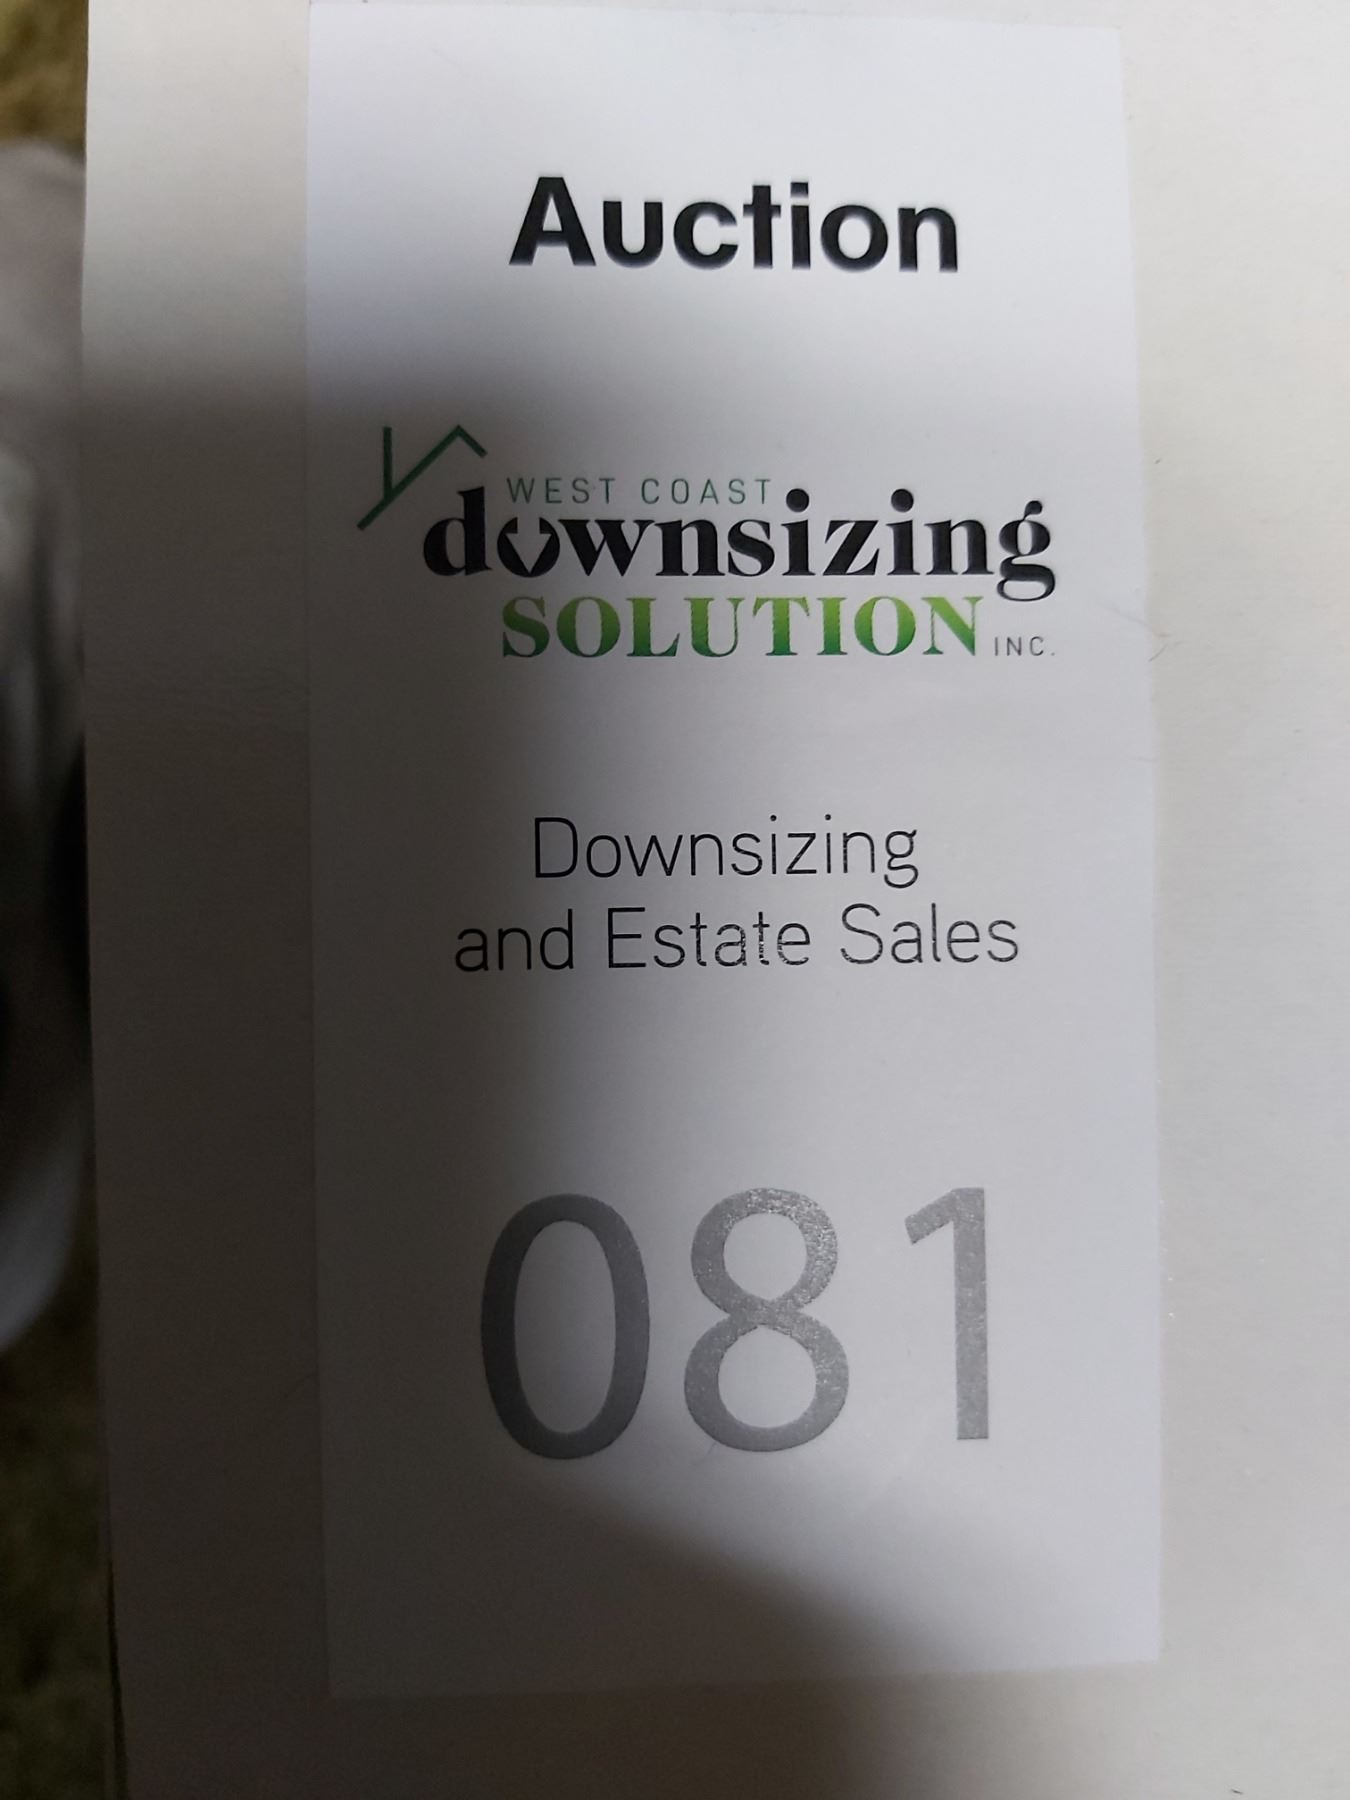 Auction
WEST COAST
downsizing
SOLUTION INC.
Downsizing
and Estate Sales
081